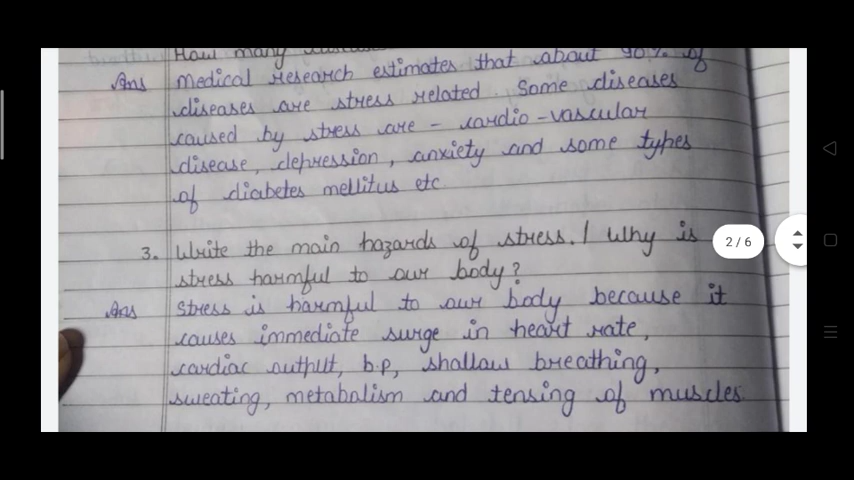 How many
Ans medical research estimates that about 90% of
diseases are stress related. Some diseases
caused by stress are - cardio-vascular
disease, depression, anxiety and some types
of diabetes mellitus etc
2/6
3. Write the main hazards of stress. / Why is
stress harmful to our body?
Ans Stress is harmful to our body because it
causes immediate surge in heart rate,
cardiac output, b.p, shallow breathing,
sweating, metabolism and tensing of muscles